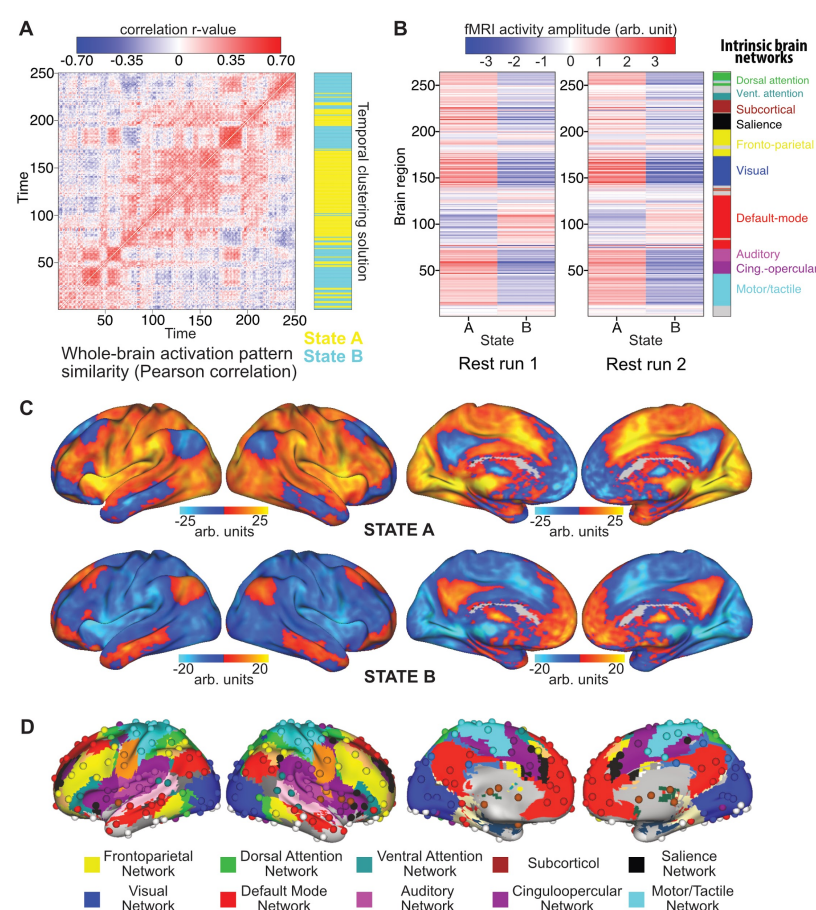 A
correlation r-value
-0.70 -0.35 0 0.35 0.70
250
200
150
100
50
Time
50 100 150 200 250
Time
Temporal clustering solution
State A
State B
Whole-brain activation pattern
similarity (Pearson correlation)
B
fMRI activity amplitude (arb. unit)
-3 -2 -1 0 1 2 3
Brain region
250
200
150
100
50
A B
State
Rest run 1
250
200
150
100
50
A B
State
Rest run 2
Intrinsic brain
networks
Dorsal attention
Vent. attention
Subcortical
Salience
Fronto-parietal
Visual
Default-mode
Auditory
Cing.-opercular
Motor/tactile
C
-25 25
arb. units
STATE A
-25 25
arb. units
-20 20
arb. units
STATE B
-20 20
arb. units
D
Frontoparietal
Network
Dorsal Attention
Network
Ventral Attention
Network
Subcorticol
Salience
Network
Visual
Network
Default Mode
Network
Auditory
Network
Cinguloopercular
Network
Motor/Tactile
Network